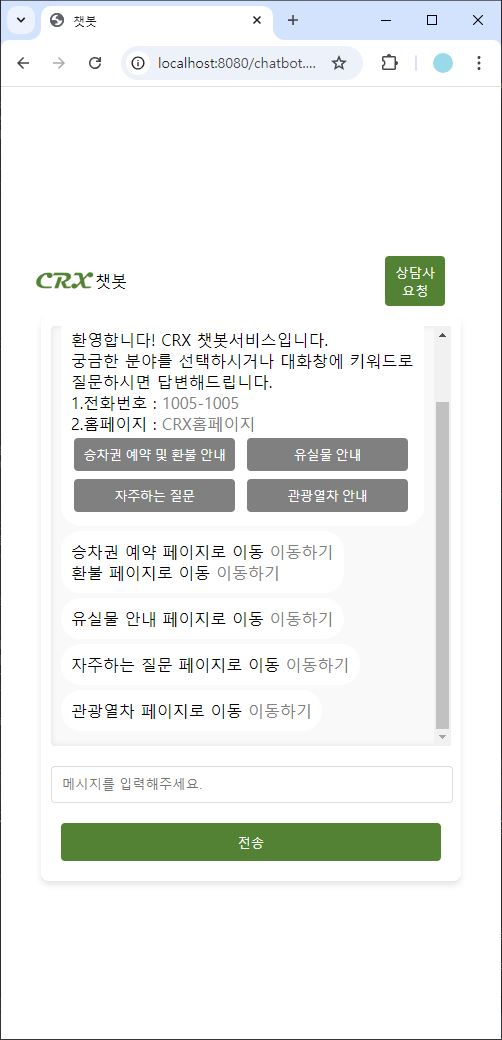 챗봇
localhost:8080/chatbot....
CRX 챗봇
상담사
요청
환영합니다! CRX 챗봇서비스입니다.
궁금한 분야를 선택하시거나 대화창에 키워드로
질문하시면 답변해드립니다.
1.전화번호 : 1005-1005
2.홈페이지 : CRX홈페이지
승차권 예약 및 환불 안내
유실물 안내
자주하는 질문
관광열차 안내
승차권 예약 페이지로 이동 이동하기
환불 페이지로 이동 이동하기
유실물 안내 페이지로 이동 이동하기
자주하는 질문 페이지로 이동 이동하기
관광열차 페이지로 이동 이동하기
메시지를 입력해주세요.
전송